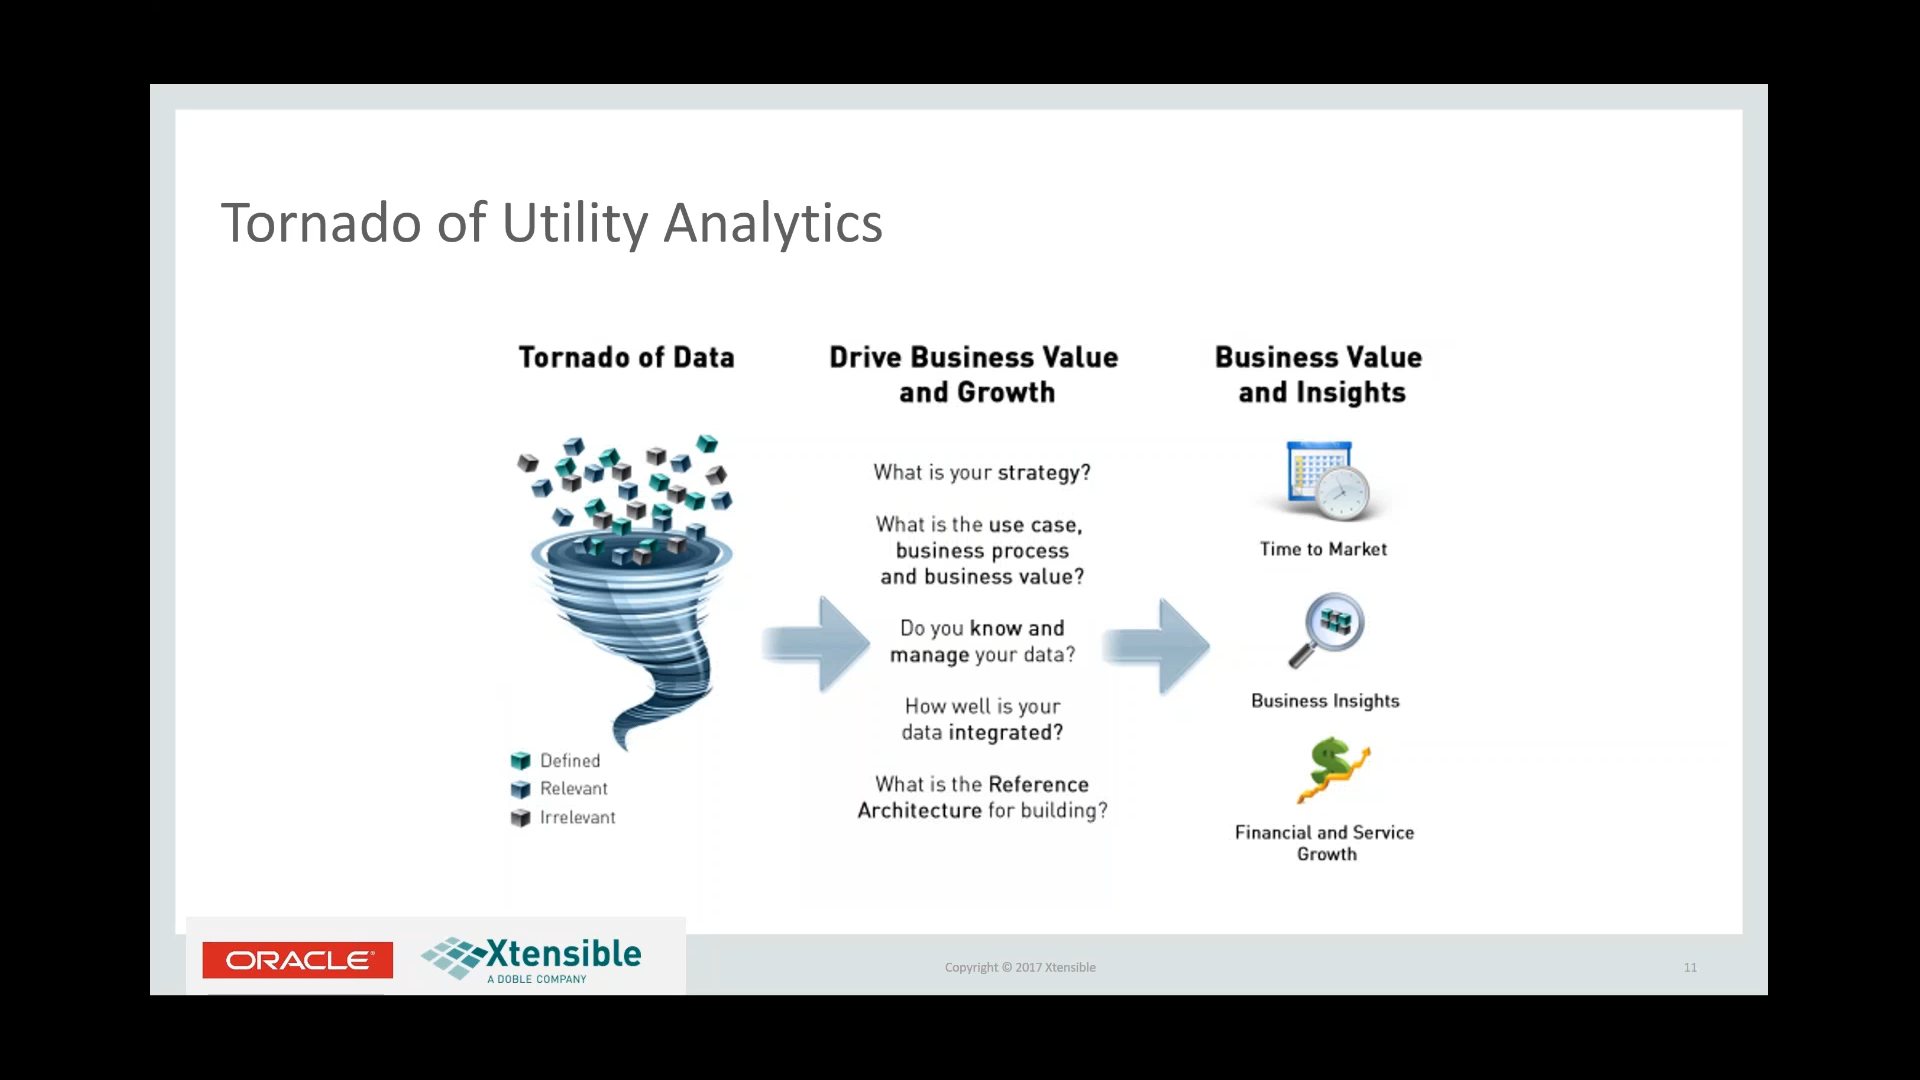 Tornado of Utility Analytics
Tornado of Data
Defined
Relevant
Irrelevant
Drive Business Value
and Growth
What is your strategy?
What is the use case,
business process
and business value?
Do you know and
manage your data?
How well is your
data integrated?
What is the Reference
Architecture for building?
Business Value
and Insights
Time to Market
Business Insights
Financial and Service
Growth
ORACLE
Xtensible
A DOBLE COMPANY
Copyright © 2017 Xtensible
11